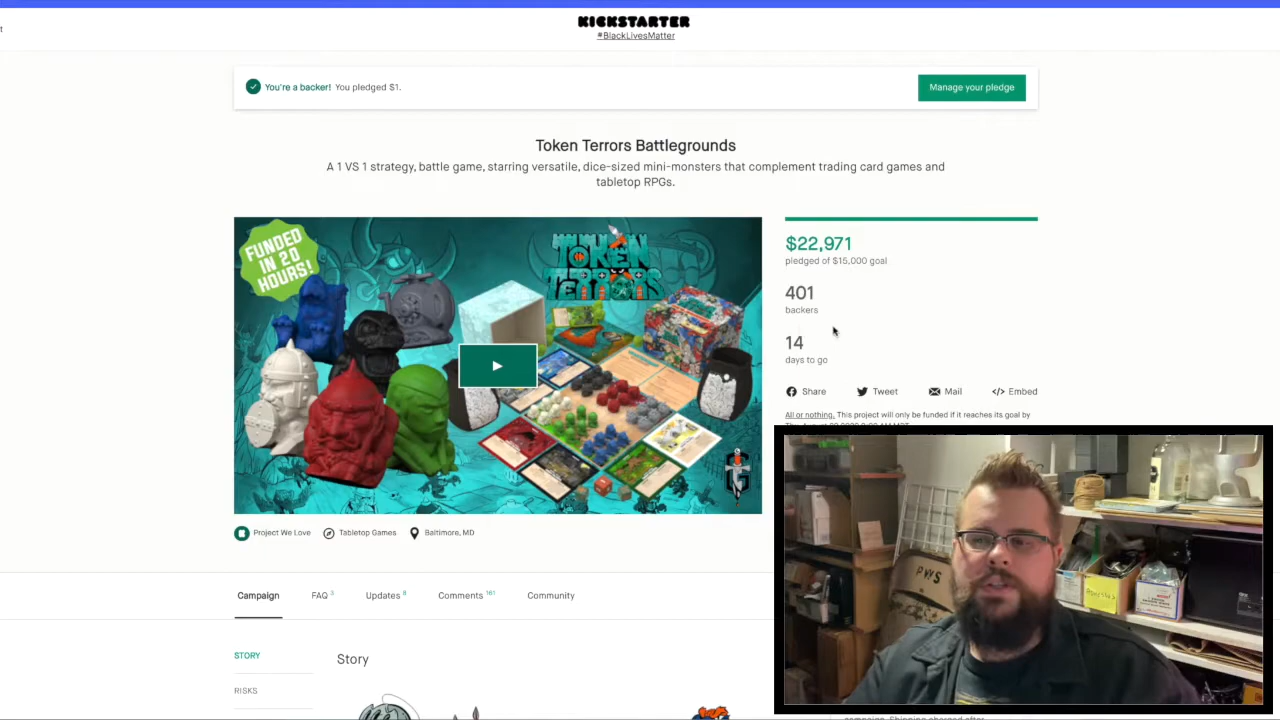 t
KICKSTARTER
#BlackLivesMatter
You're a backer! You pledged $1.
Manage your pledge
Token Terrors Battlegrounds
A 1 VS 1 strategy, battle game, starring versatile, dice-sized mini-monsters that complement trading card games and
tabletop RPGs.
FUNDED
IN 20
HOURS!
TOKEN
TERRORS
$22,971
pledged of $15,000 goal
401
backers
14
days to go
Share Tweet Mail </> Embed
All or nothing. This project will only be funded if it reaches its goal by
Project We Love Tabletop Games Baltimore, MD
PWS
Campaign FAQ 3 Updates 8 Comments 161 Community
STORY
Story
RISKS